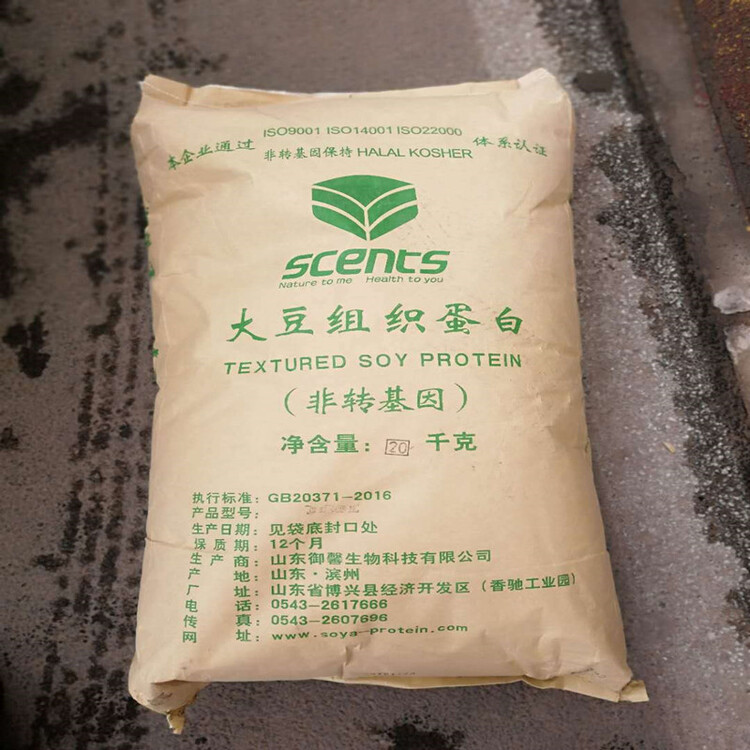 ISO9001 ISO14001 ISO22000
本企业通过 体系认证
非转基因保持 HALAL KOSHER
scents
Nature to me Health to you
大豆组织蛋白
TEXTURED SOY PROTEIN
（非转基因）
净含量：20 千克
执行标准：GB20371-2016
产品型号：
生产日期：见袋底封口处
保质期：12个月
生产商：山东御馨生物科技有限公司
产地：山东·滨州
厂址：山东省博兴县经济开发区（香驰工业园）
电话：0543-2617666
传真：0543-2607696
网址：www.soya-protein.com